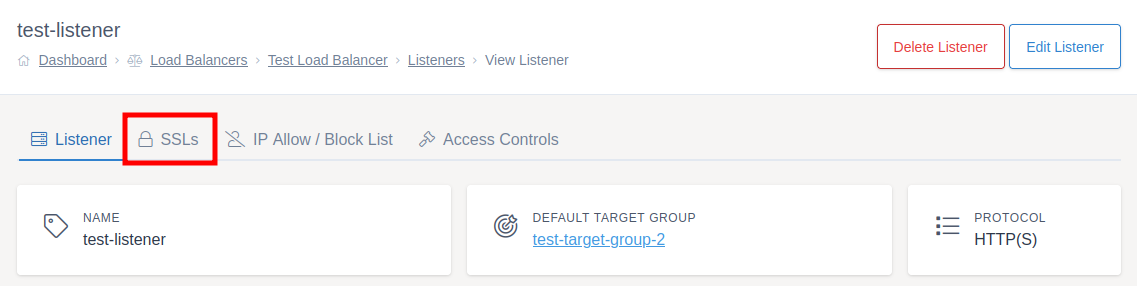 test-listener
Delete Listener
Edit Listener
Dashboard > Load Balancers > Test Load Balancer > Listeners > View Listener
Listener
SSLs
IP Allow / Block List
Access Controls
NAME
test-listener
DEFAULT TARGET GROUP
test-target-group-2
PROTOCOL
HTTP(S)